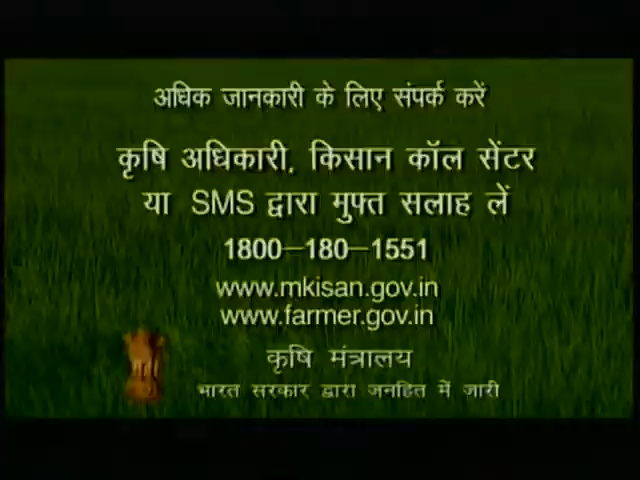 अधिक जानकारी के लिए संपर्क करें
कृषि अधिकारी, किसान कॉल सेंटर
या SMS द्वारा मुफ्त सलाह लें
1800-180-1551
www.mkisan.gov.in
www.farmer.gov.in
कृषि मंत्रालय
भारत सरकार द्वारा जनहित में जारी